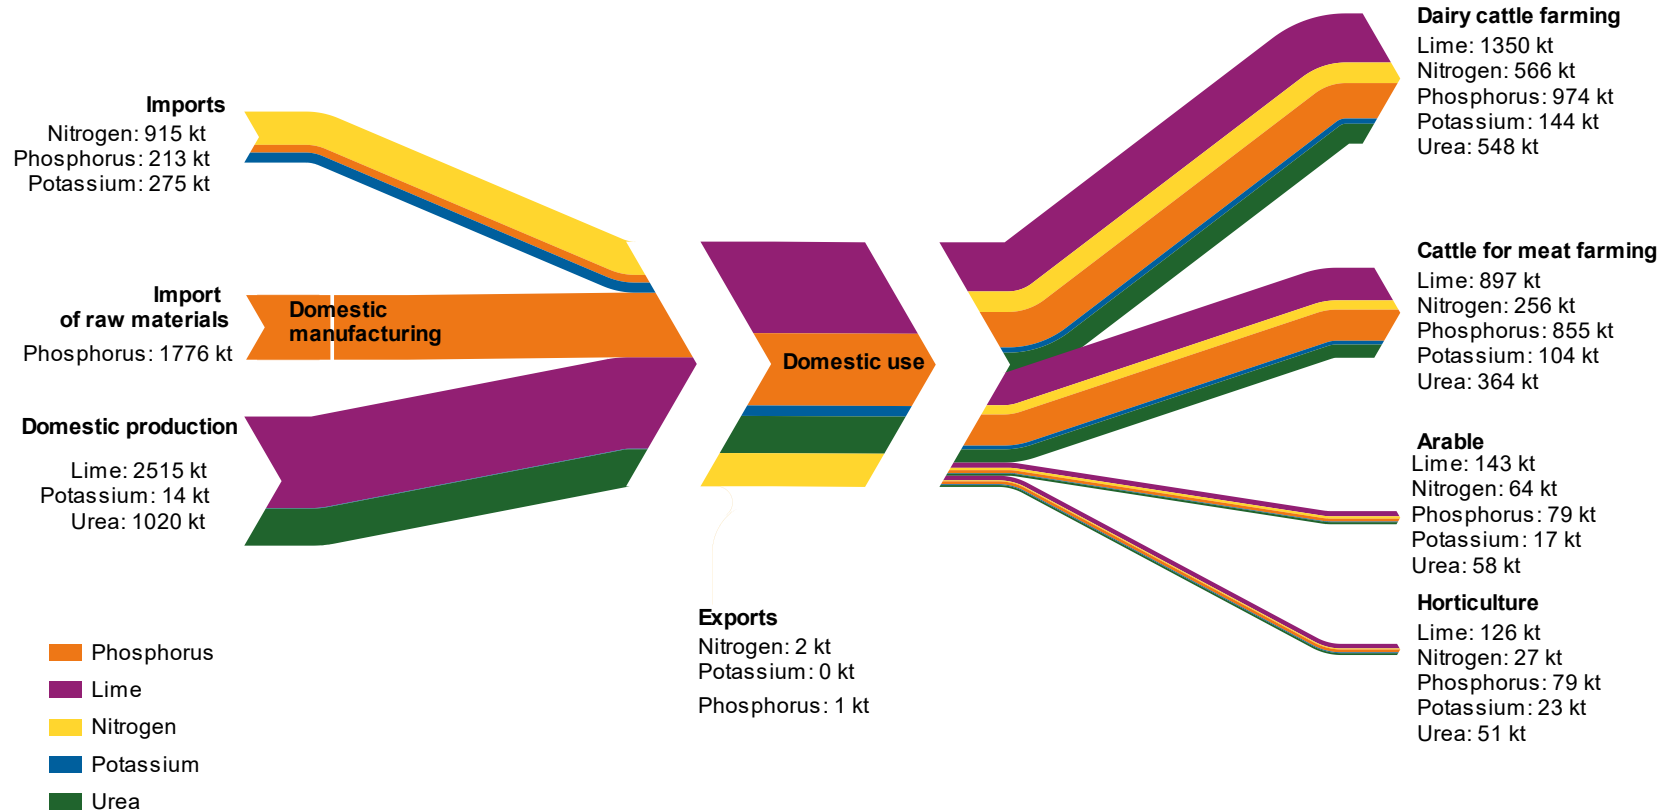 Imports
Nitrogen: 915 kt
Phosphorus: 213 kt
Potassium: 275 kt
Import
of raw materials
Phosphorus: 1776 kt
Domestic
manufacturing
Domestic production
Lime: 2515 kt
Potassium: 14 kt
Urea: 1020 kt
Domestic use
Exports
Nitrogen: 2 kt
Potassium: 0 kt
Phosphorus: 1 kt
Dairy cattle farming
Lime: 1350 kt
Nitrogen: 566 kt
Phosphorus: 974 kt
Potassium: 144 kt
Urea: 548 kt
Cattle for meat farming
Lime: 897 kt
Nitrogen: 256 kt
Phosphorus: 855 kt
Potassium: 104 kt
Urea: 364 kt
Arable
Lime: 143 kt
Nitrogen: 64 kt
Phosphorus: 79 kt
Potassium: 17 kt
Urea: 58 kt
Horticulture
Lime: 126 kt
Nitrogen: 27 kt
Phosphorus: 79 kt
Potassium: 23 kt
Urea: 51 kt
Phosphorus
Lime
Nitrogen
Potassium
Urea